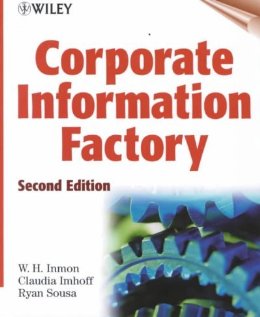 WILEY
Corporate
Information
Factory
Second Edition
W. H. Inmon
Claudia Imhoff
Ryan Sousa